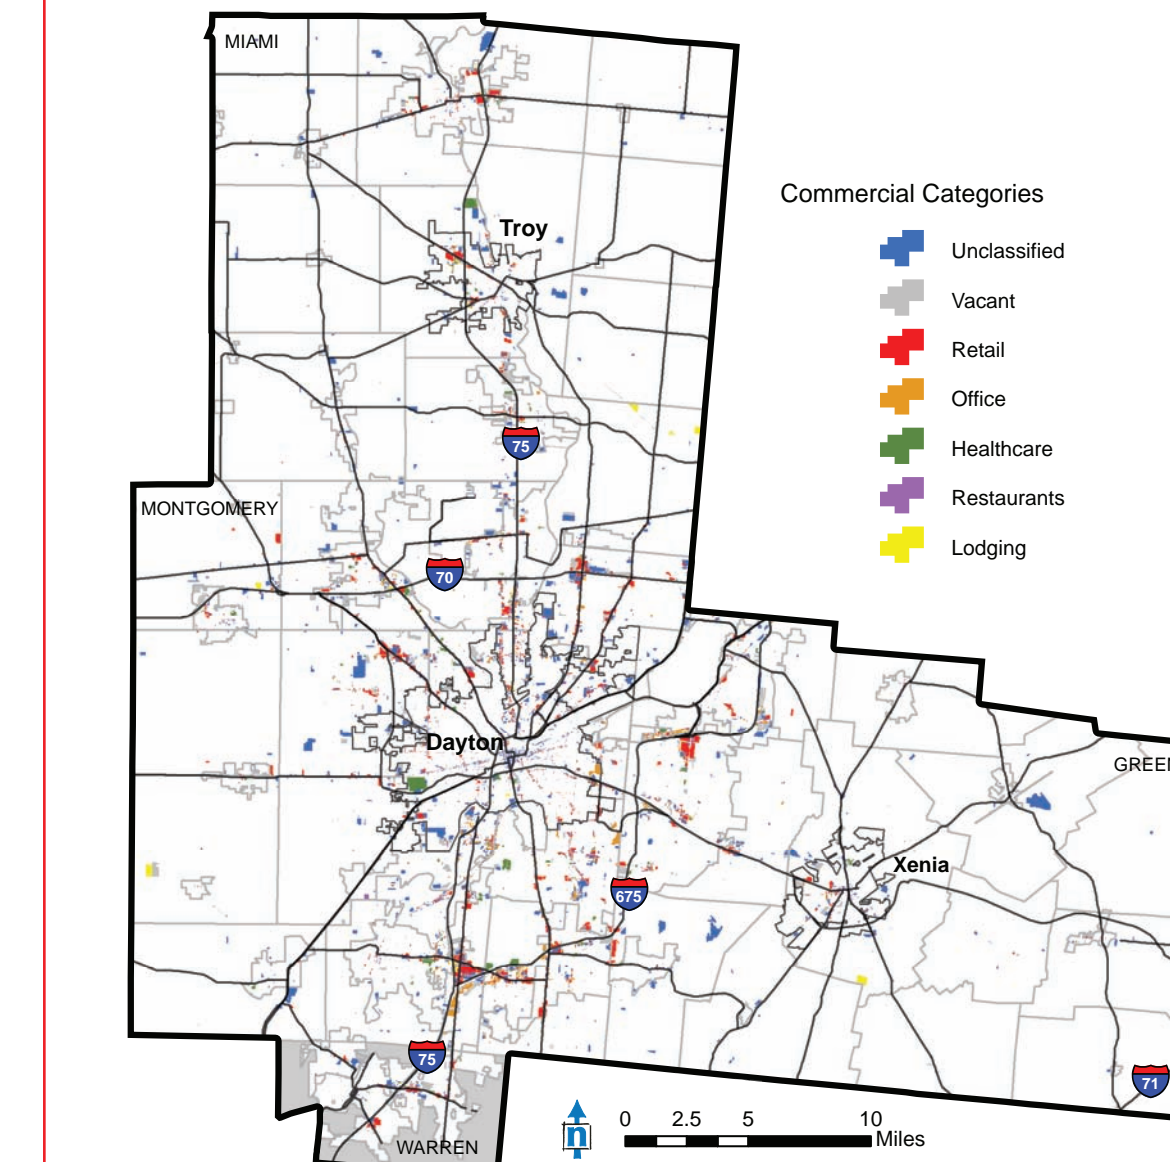 MIAMI
Troy
Commercial Categories
Unclassified
Vacant
Retail
Office
Healthcare
Restaurants
Lodging
75
MONTGOMERY
70
Dayton
GREEN
Xenia
675
75
71
0 2.5 5 10
Miles
n
WARREN